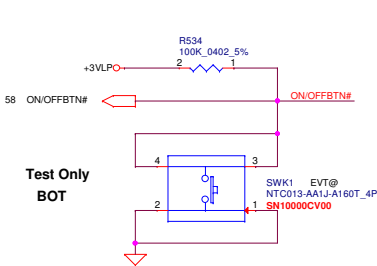 R534
100K_0402_5%
+3VLP
2
1
58 ON/OFFBTN#
ON/OFFBTN#
4
3
Test Only
BOT
SWK1 EVT@
NTC013-AA1J-A160T_4P
2
1
SN10000CV00